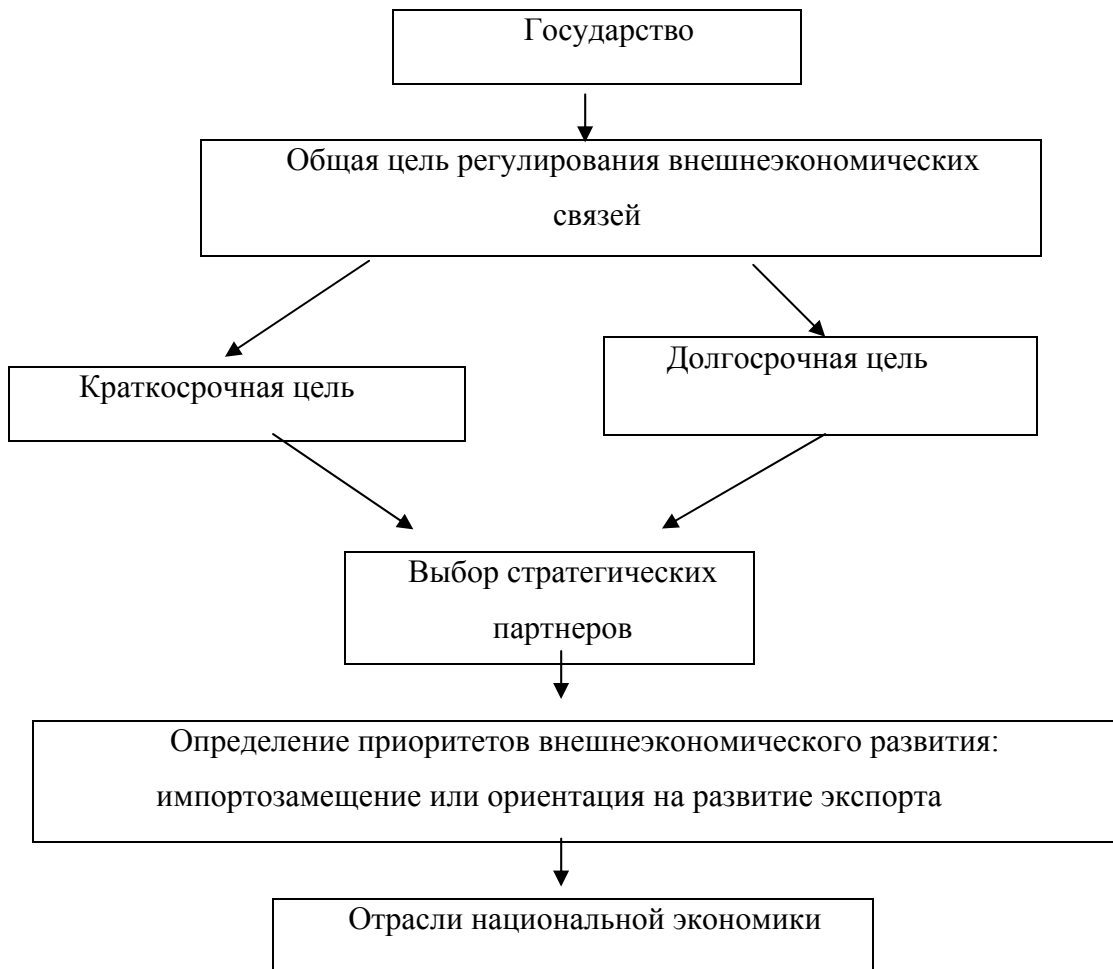 Государство
Общая цель регулирования внешнеэкономических
связей
Краткосрочная цель
Долгосрочная цель
Выбор стратегических
партнеров
Определение приоритетов внешнеэкономического развития:
импортозамещение или ориентация на развитие экспорта
Отрасли национальной экономики